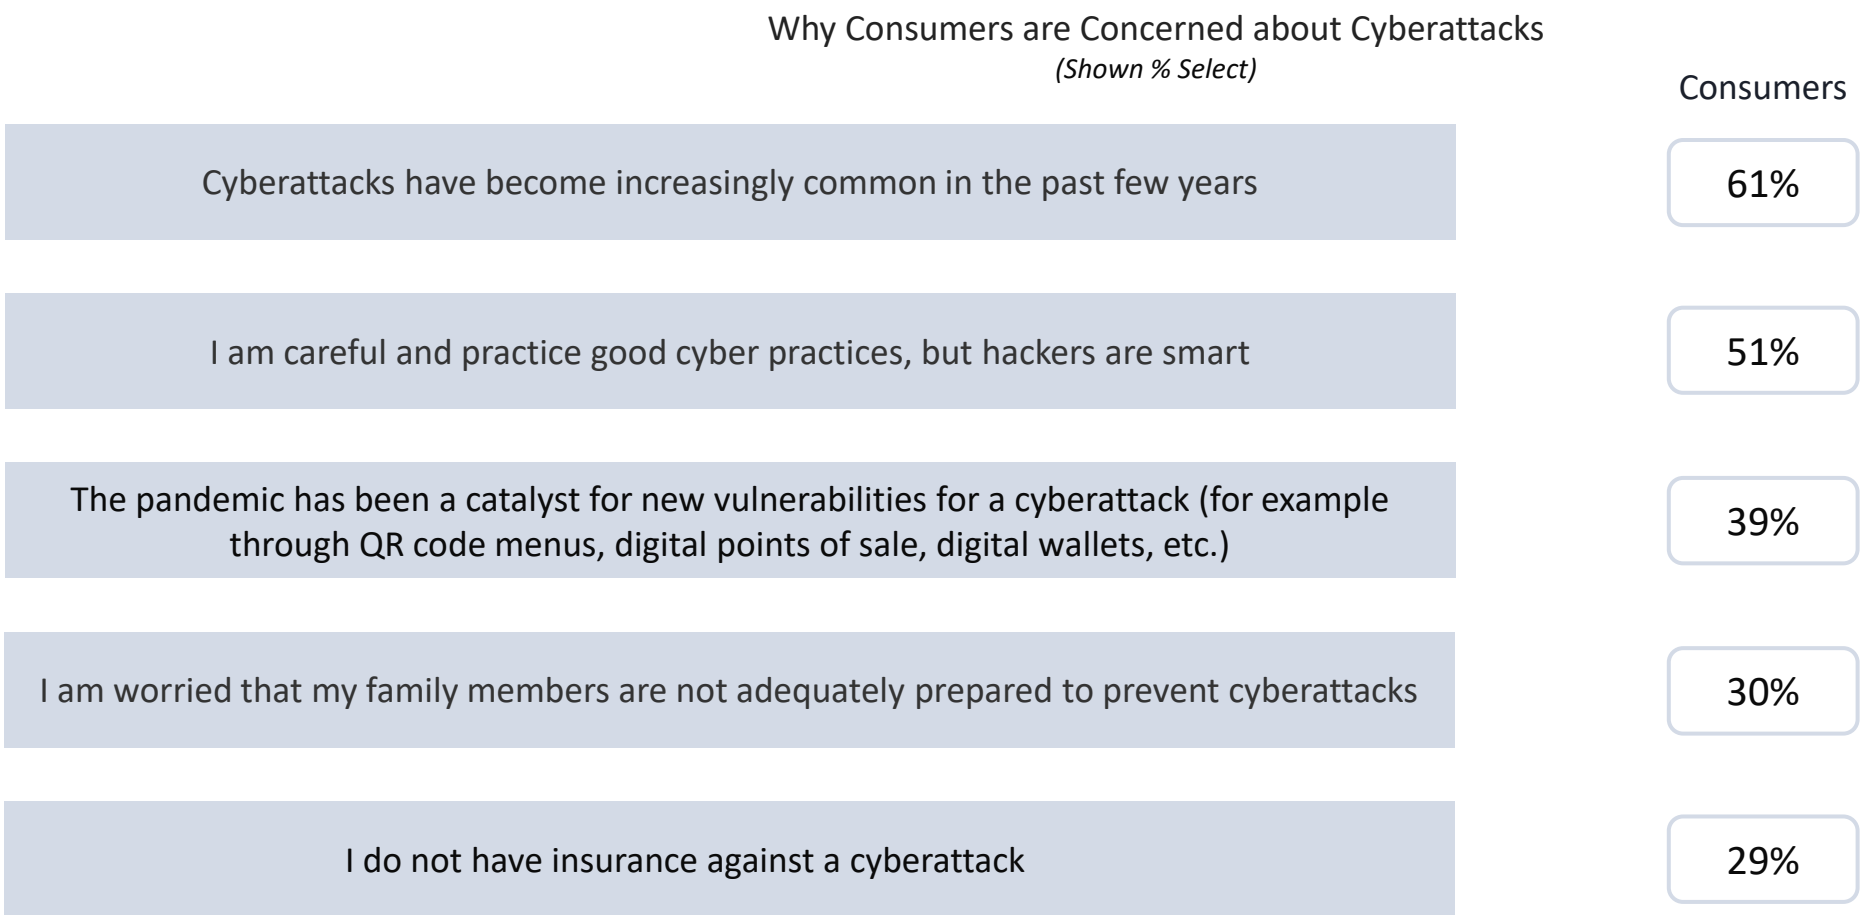 Why Consumers are Concerned about Cyberattacks
(Shown % Select)
Consumers
Cyberattacks have become increasingly common in the past few years
61%
I am careful and practice good cyber practices, but hackers are smart
51%
The pandemic has been a catalyst for new vulnerabilities for a cyberattack (for example
through QR code menus, digital points of sale, digital wallets, etc.)
39%
I am worried that my family members are not adequately prepared to prevent cyberattacks
30%
I do not have insurance against a cyberattack
29%